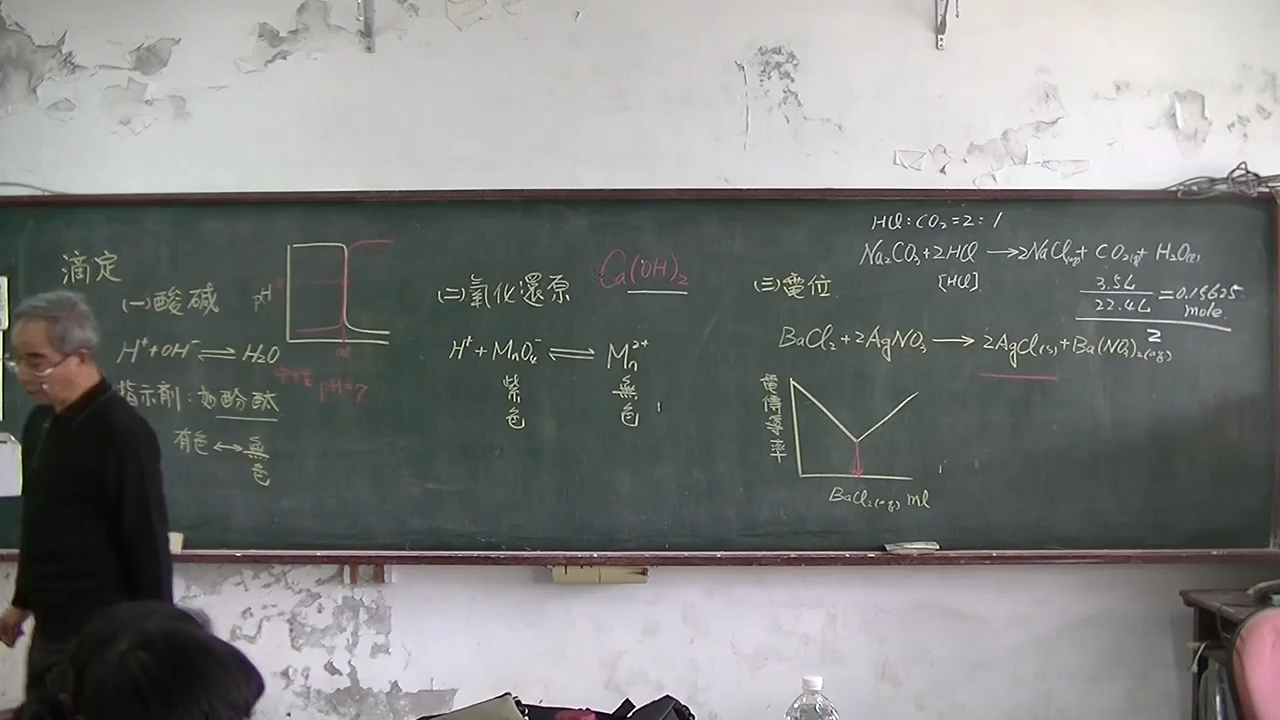 滴定
(一)酸碱
pH
H⁺+OH⁻⇌H₂O
中性 pH=7
指示劑:如酚酞
有色↔無色
(二)氧化還原
Ca(OH)₂
H⁺+MnO₄⁻⇌Mn²⁺
紫色
無色
(三)電位
HCl:CO₂=2:1
Na₂CO₃+2HCl→2NaCl(aq)+CO₂(g)+H₂O(l)
[HCl]
3.5L/22.4L=0.15625 mole
2
BaCl₂+2AgNO₃→2AgCl(s)+Ba(NO₃)₂(aq)
電傳導率
BaCl₂(aq) ml